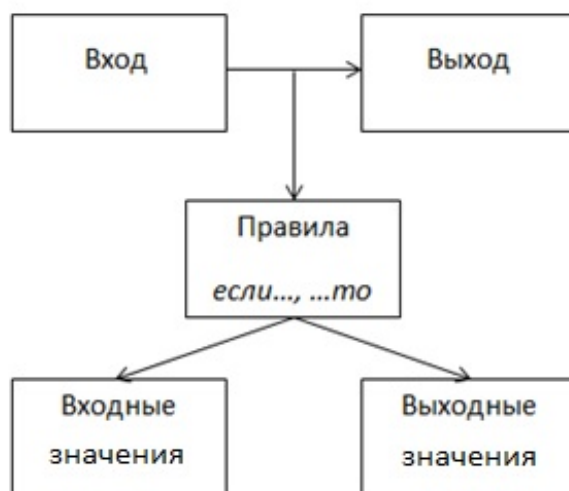 Вход
Выход
Правила
если..., ...то
Входные
значения
Выходные
значения